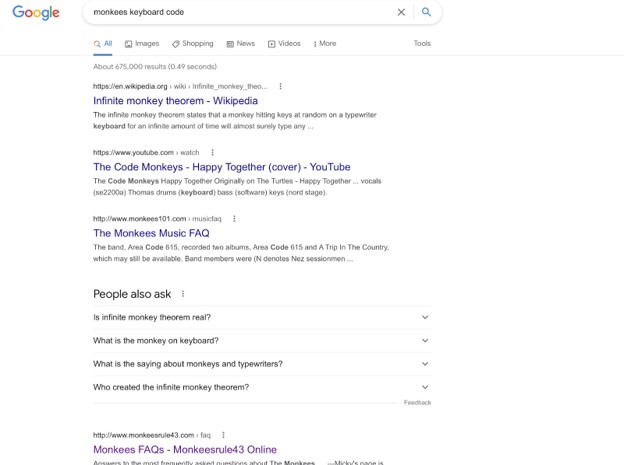 Google
monkees keyboard code
All Images Shopping News Videos More Tools
About 675,000 results (0.49 seconds)
https://en.wikipedia.org › wiki › Infinite_monkey_theo...
Infinite monkey theorem - Wikipedia
The infinite monkey theorem states that a monkey hitting keys at random on a typewriter
keyboard for an infinite amount of time will almost surely type any ...
https://www.youtube.com › watch
The Code Monkeys - Happy Together (cover) - YouTube
The Code Monkeys Happy Together Originally on The Turtles - Happy Together ... vocals
(se2200a) Thomas drums (keyboard) bass (software) keys (nord stage).
http://www.monkees101.com › musicfaq
The Monkees Music FAQ
The band, Area Code 615, recorded two albums, Area Code 615 and A Trip In The Country,
which may still be available. Band members were (N denotes Nez sessionmen ...
People also ask
Is infinite monkey theorem real?
What is the monkey on keyboard?
What is the saying about monkeys and typewriters?
Who created the infinite monkey theorem?
Feedback
http://www.monkeesrule43.com › faq
Monkees FAQs - Monkeesrule43 Online
Answers to the most frequently asked questions about The Monkees. ... —Micky's page is